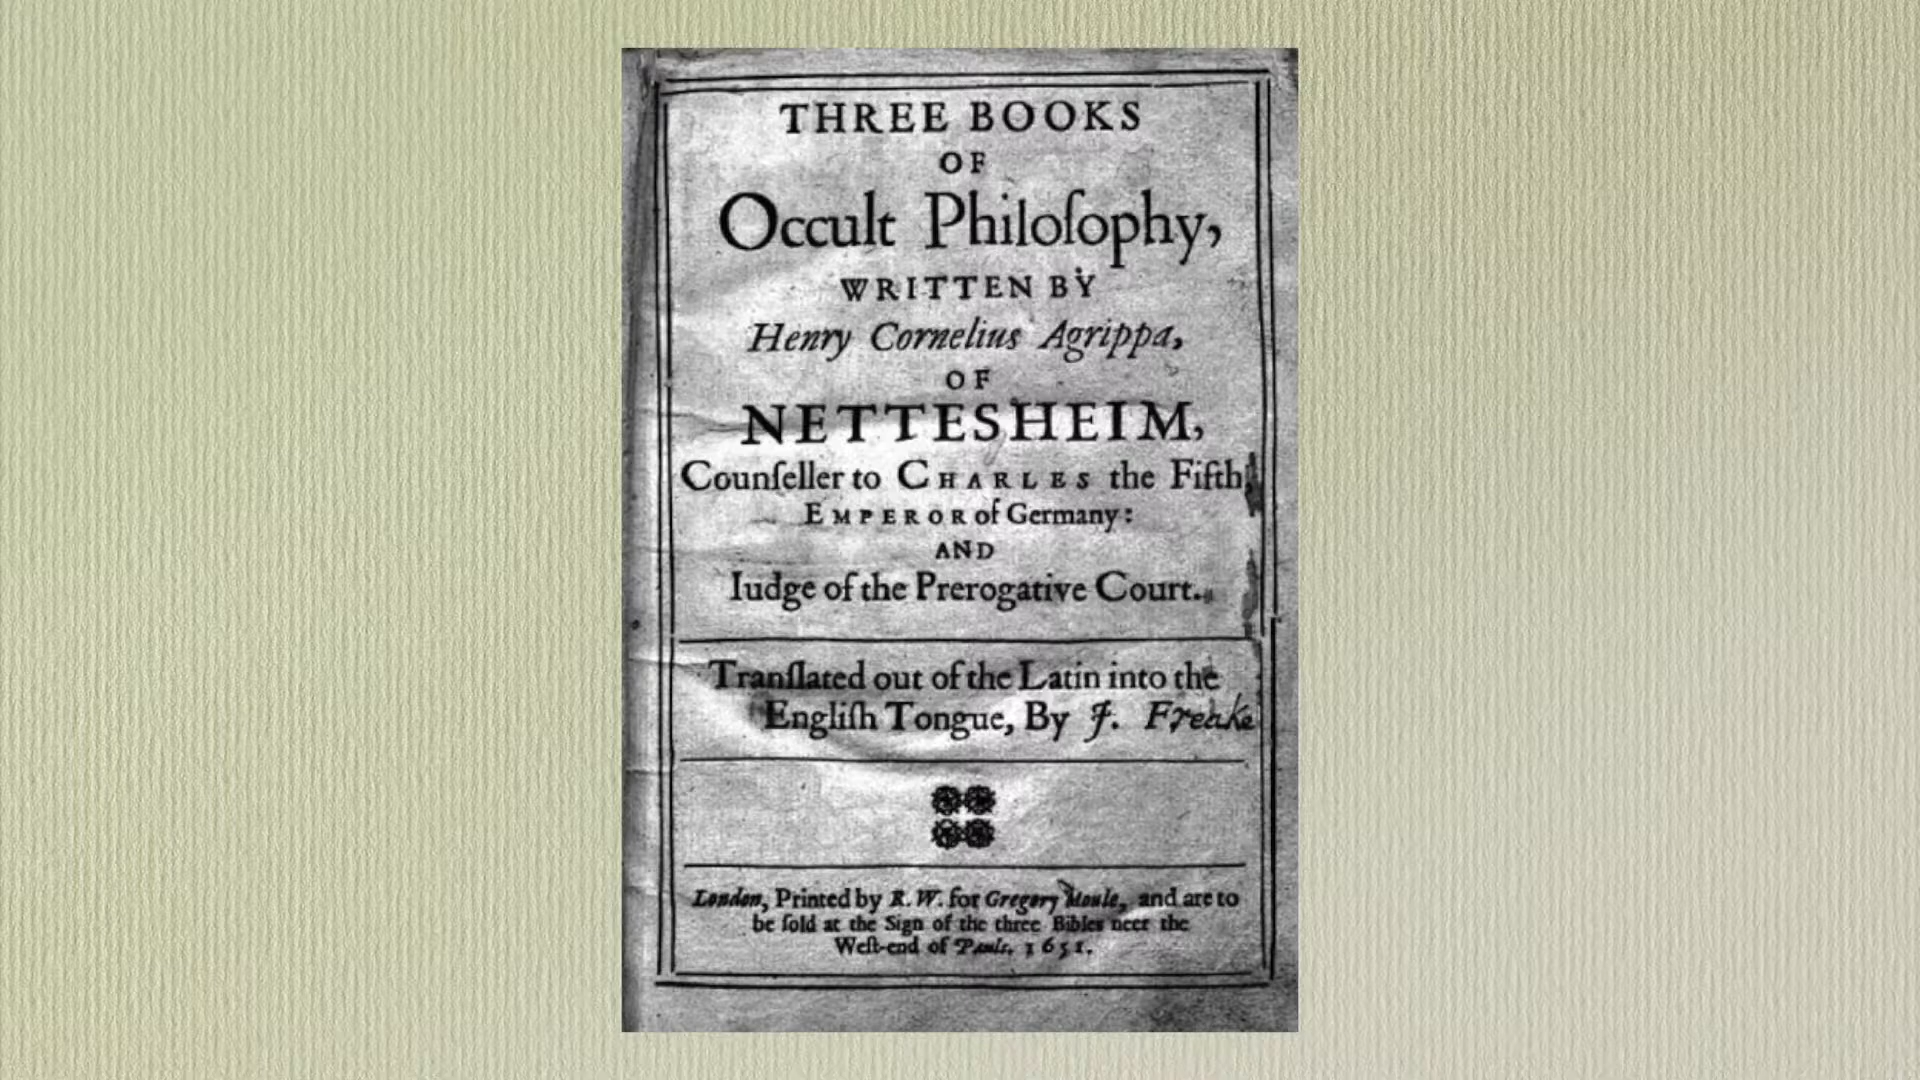 THREE BOOKS
OF
Occult Philoſophy,
WRITTEN BY
Henry Cornelius Agrippa,
OF
NETTESHEIM,
Counſeller to CHARLES the Fifth,
EMPEROR of Germany:
AND
Iudge of the Prerogative Court.
Tranſlated out of the Latin into the
Engliſh Tongue, By J. Freake
London, Printed by R. W. for Gregory Moule, and are to
be ſold at the Sign of the three Bibles neer the
Weſt-end of Pauls. 1651.